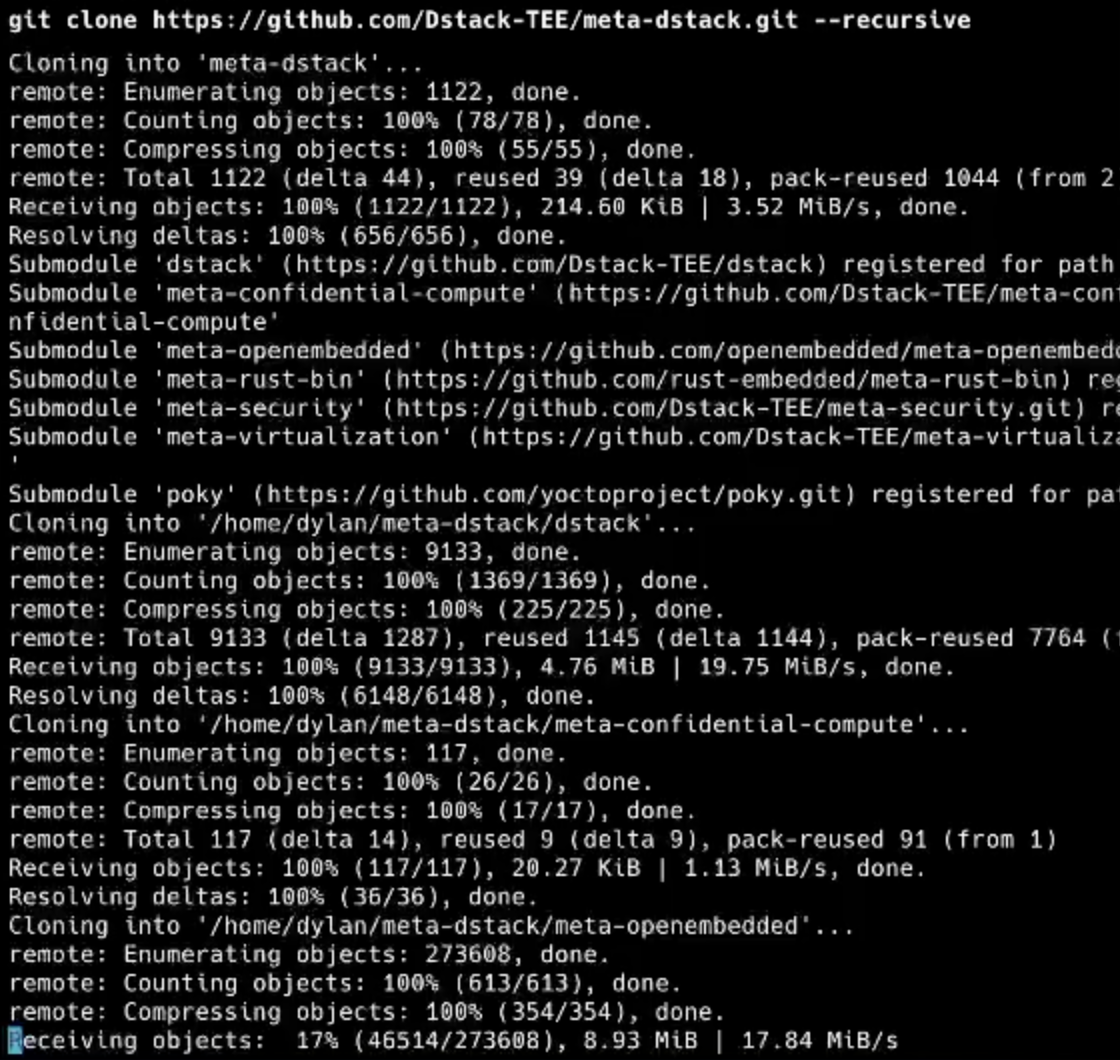 git clone https://github.com/Dstack-TEE/meta-dstack.git --recursive
Cloning into 'meta-dstack'...
remote: Enumerating objects: 1122, done.
remote: Counting objects: 100% (78/78), done.
remote: Compressing objects: 100% (55/55), done.
remote: Total 1122 (delta 44), reused 39 (delta 18), pack-reused 1044 (from 2
Receiving objects: 100% (1122/1122), 214.60 KiB | 3.52 MiB/s, done.
Resolving deltas: 100% (656/656), done.
Submodule 'dstack' (https://github.com/Dstack-TEE/dstack) registered for path
Submodule 'meta-confidential-compute' (https://github.com/Dstack-TEE/meta-con
nfidential-compute'
Submodule 'meta-openembedded' (https://github.com/openembedded/meta-openembedd
Submodule 'meta-rust-bin' (https://github.com/rust-embedded/meta-rust-bin) re
Submodule 'meta-security' (https://github.com/Dstack-TEE/meta-security.git) r
Submodule 'meta-virtualization' (https://github.com/Dstack-TEE/meta-virtualiz
'
Submodule 'poky' (https://github.com/yoctoproject/poky.git) registered for pa
Cloning into '/home/dylan/meta-dstack/dstack'...
remote: Enumerating objects: 9133, done.
remote: Counting objects: 100% (1369/1369), done.
remote: Compressing objects: 100% (225/225), done.
remote: Total 9133 (delta 1287), reused 1145 (delta 1144), pack-reused 7764 (
Receiving objects: 100% (9133/9133), 4.76 MiB | 19.75 MiB/s, done.
Resolving deltas: 100% (6148/6148), done.
Cloning into '/home/dylan/meta-dstack/meta-confidential-compute'...
remote: Enumerating objects: 117, done.
remote: Counting objects: 100% (26/26), done.
remote: Compressing objects: 100% (17/17), done.
remote: Total 117 (delta 14), reused 9 (delta 9), pack-reused 91 (from 1)
Receiving objects: 100% (117/117), 20.27 KiB | 1.13 MiB/s, done.
Resolving deltas: 100% (36/36), done.
Cloning into '/home/dylan/meta-dstack/meta-openembedded'...
remote: Enumerating objects: 273608, done.
remote: Counting objects: 100% (613/613), done.
remote: Compressing objects: 100% (354/354), done.
Receiving objects:  17% (46514/273608), 8.93 MiB | 17.84 MiB/s